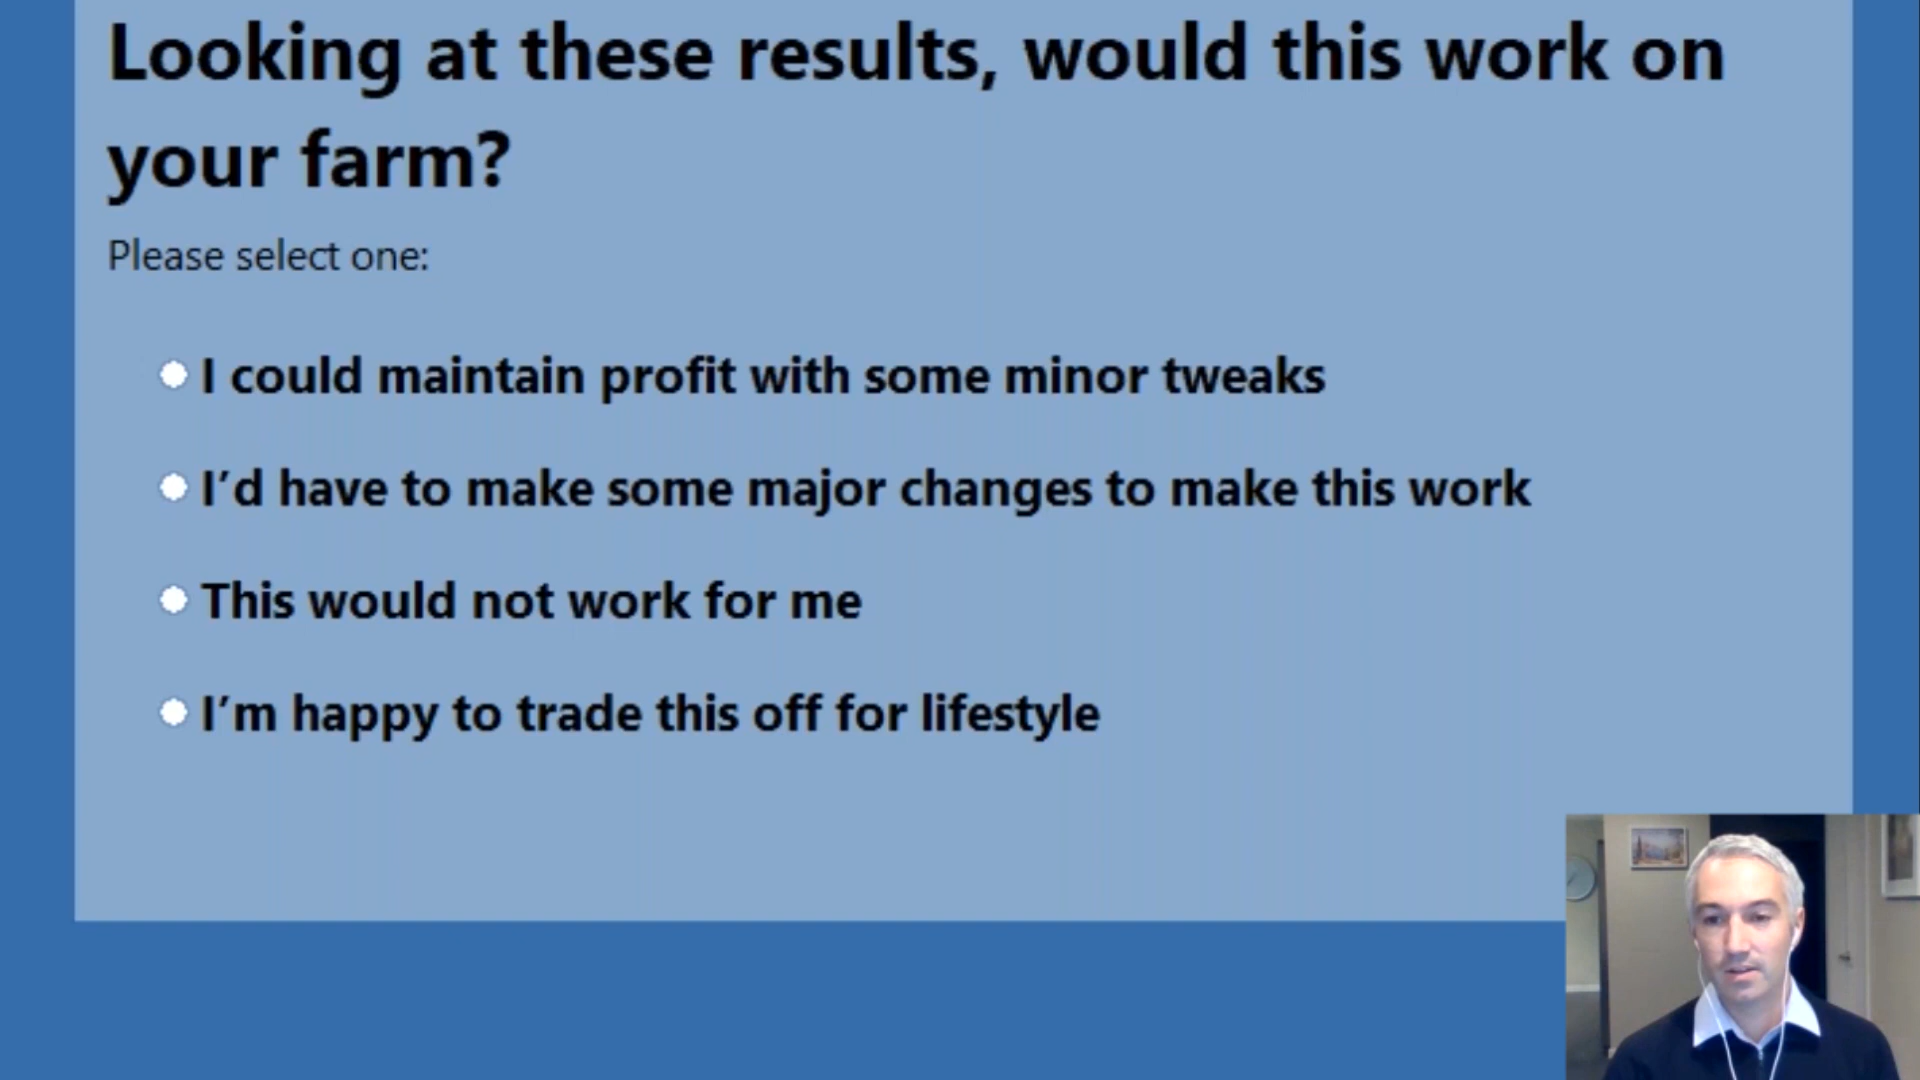 Looking at these results, would this work on
your farm?
Please select one:
I could maintain profit with some minor tweaks
I’d have to make some major changes to make this work
This would not work for me
I’m happy to trade this off for lifestyle